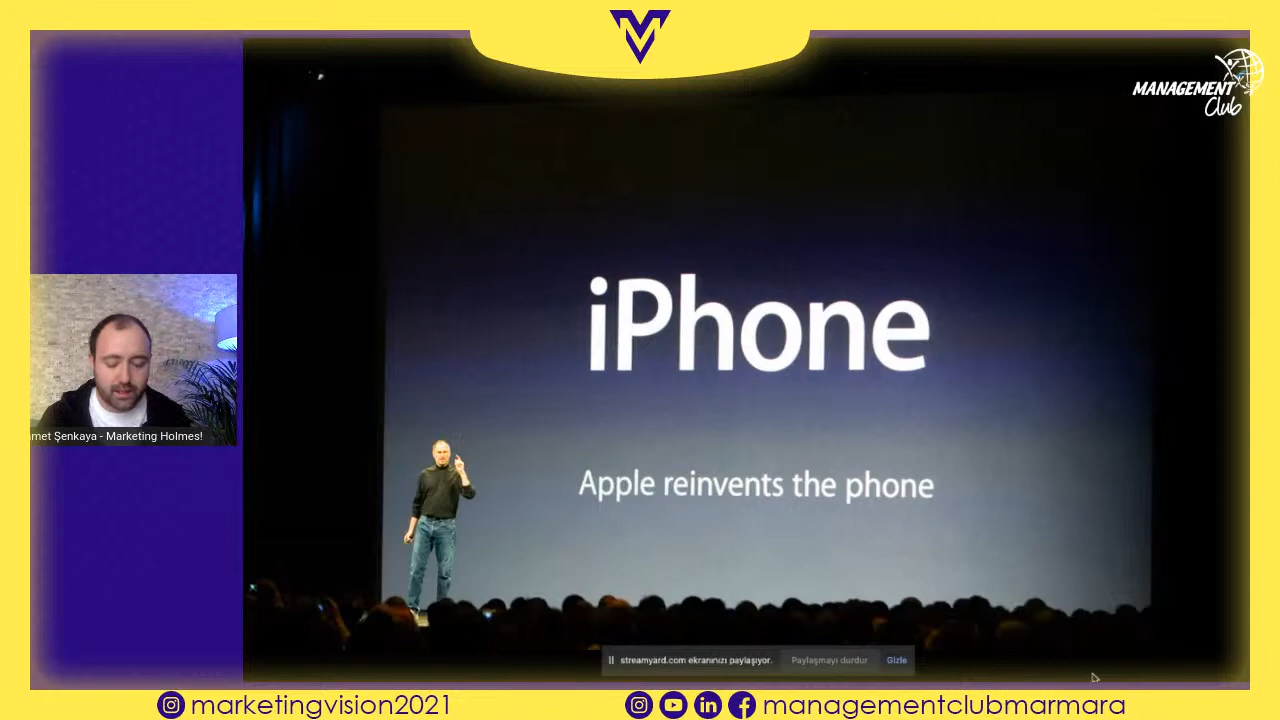 MANAGEMENT
Club
iPhone
Apple reinvents the phone
met Şenkaya - Marketing Holmes!
streamyard.com ekranınızı paylaşıyor. Paylaşmayı durdur Gizle
marketingvision2021 managementclubmarmara